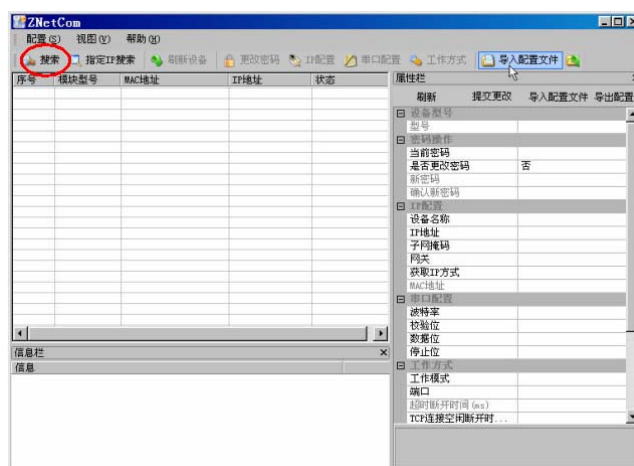 ZNetCom
配置(S) 视图(V) 帮助(H)
搜索 指定IP搜索 刷新设备 更改密码 IP配置 串口配置 工作方式 导入配置文件
序号 模块型号 MAC地址 IP地址 状态
属性栏
刷新 提交更改 导入配置文件 导出配置
设备型号
型号
密码操作
当前密码
是否更改密码 否
新密码
确认新密码
IP配置
设备名称
IP地址
子网掩码
网关
获取IP方式
MAC地址
串口配置
波特率
校验位
数据位
停止位
工作方式
工作模式
端口
超时断开时间(ms)
TCP连接空闲断开时...
信息栏
信息